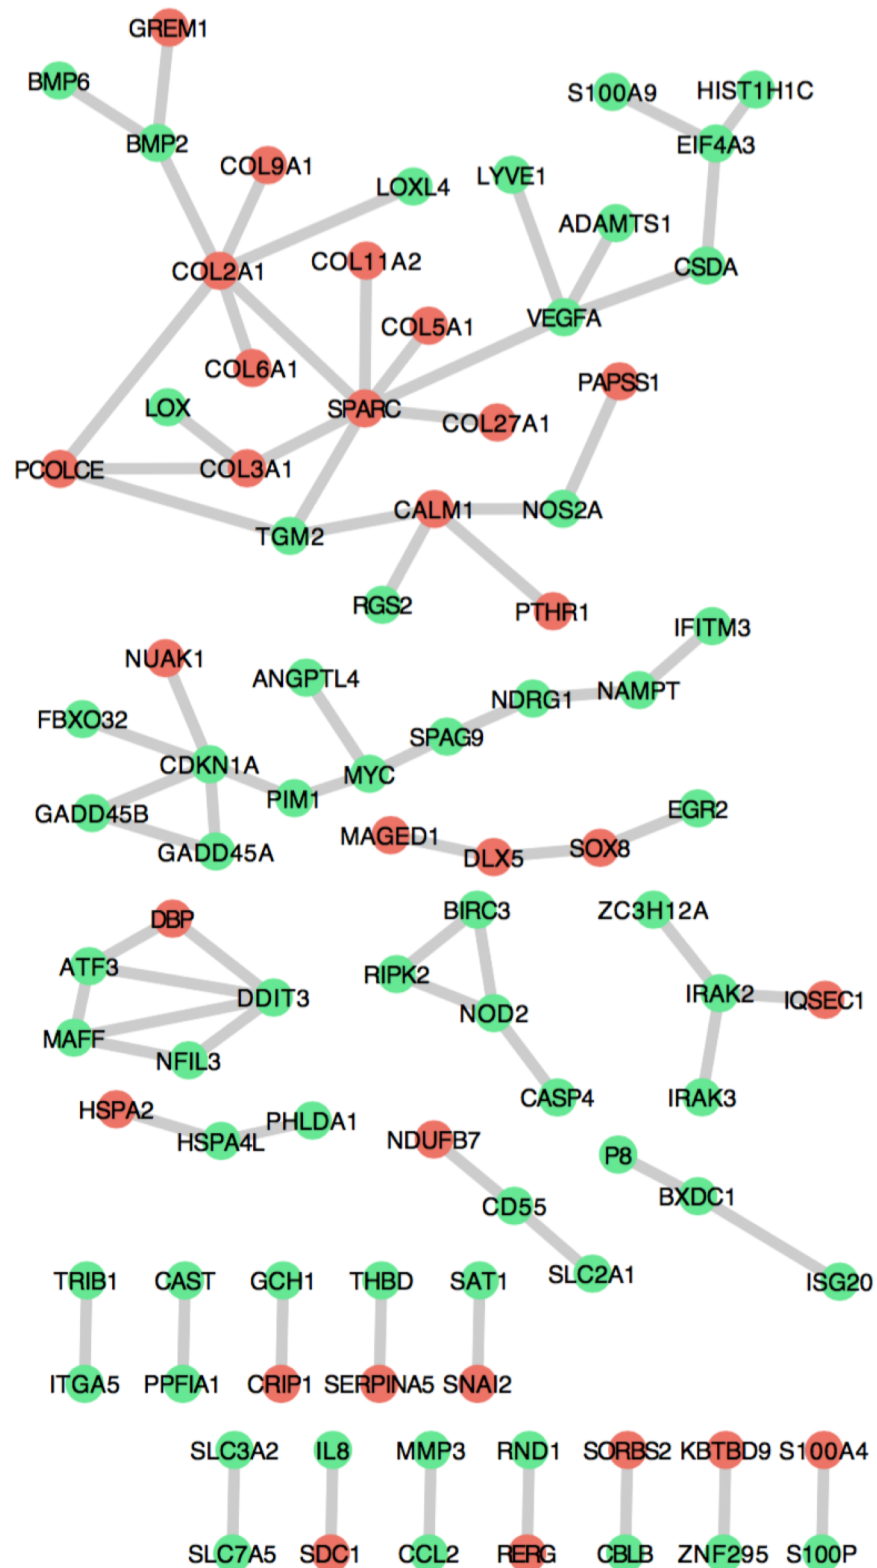 GREM1
BMP6
S100A9
HIST1H1C
BMP2
EIF4A3
COL9A1
LOXL4
LYVE1
ADAMTS1
COL2A1
COL11A2
CSDA
COL5A1
VEGFA
COL6A1
PAPSS1
LOX
SPARC
COL27A1
PCOLCE
COL3A1
CALM1
NOS2A
TGM2
RGS2
PTHR1
IFITM3
NUAK1
ANGPTL4
NDRG1
NAMPT
FBXO32
SPAG9
CDKN1A
MYC
PIM1
GADD45B
EGR2
MAGED1
GADD45A
DLX5
SOX8
DBP
BIRC3
ZC3H12A
ATF3
RIPK2
DDIT3
IRAK2
IQSEC1
NOD2
MAFF
NFIL3
CASP4
IRAK3
HSPA2
PHLDA1
HSPA4L
NDUFB7
P8
BXDC1
CD55
SLC2A1
ISG20
TRIB1
CAST
GCH1
THBD
SAT1
ITGA5
PPFIA1
CRIP1
SERPINA5
SNAI2
SLC3A2
IL8
MMP3
RND1
SORBS2
KBTBD9
S100A4
SLC7A5
SDC1
CCL2
RERG
CBLB
ZNF295
S100P